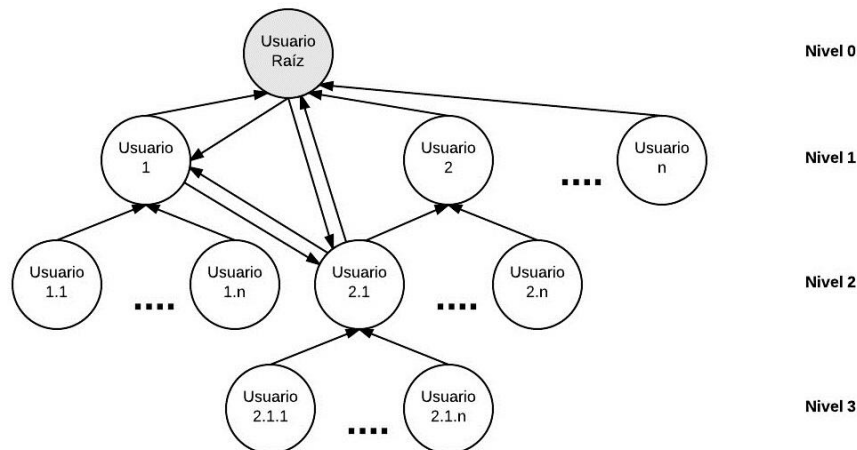 Usuario
Raíz
Nivel 0
Usuario
1
Usuario
2
....
Usuario
n
Nivel 1
Usuario
1.1
....
Usuario
1.n
Usuario
2.1
....
Usuario
2.n
Nivel 2
Usuario
2.1.1
....
Usuario
2.1.n
Nivel 3